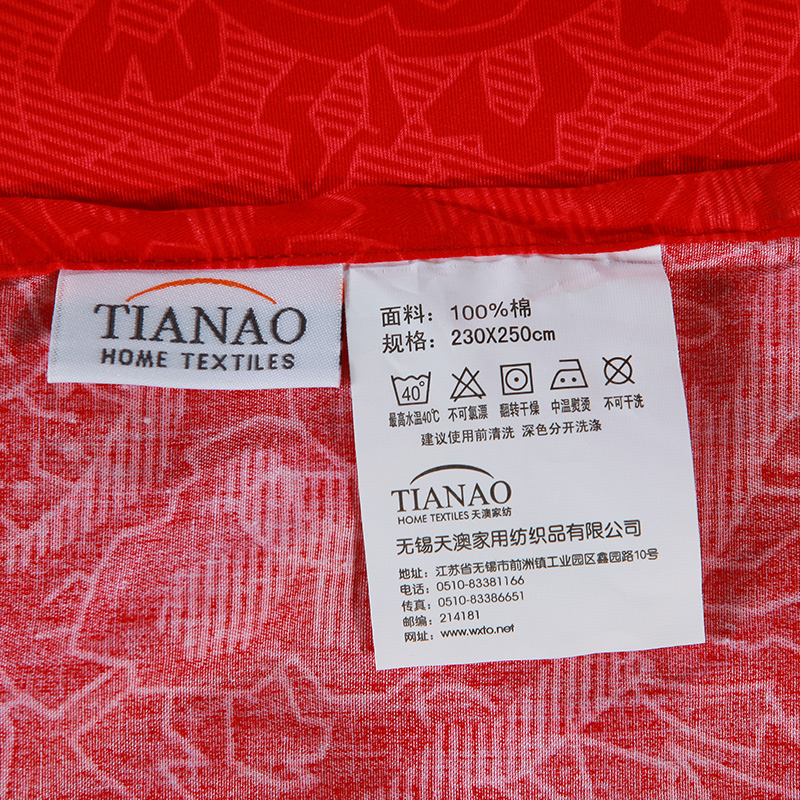 TIANAO
HOME TEXTILES
面料：100%棉
规格：230X250cm
40°
最高水温40℃ 不可氯漂 翻转干燥 中温熨烫 不可干洗
建议使用前清洗 深色分开洗涤
TIANAO
HOME TEXTILES 天澳家纺
无锡天澳家用纺织品有限公司
地址：江苏省无锡市前洲镇工业园区鑫园路10号
电话：0510-83381166
传真：0510-83386651
邮编：214181
网址：www.wxto.net